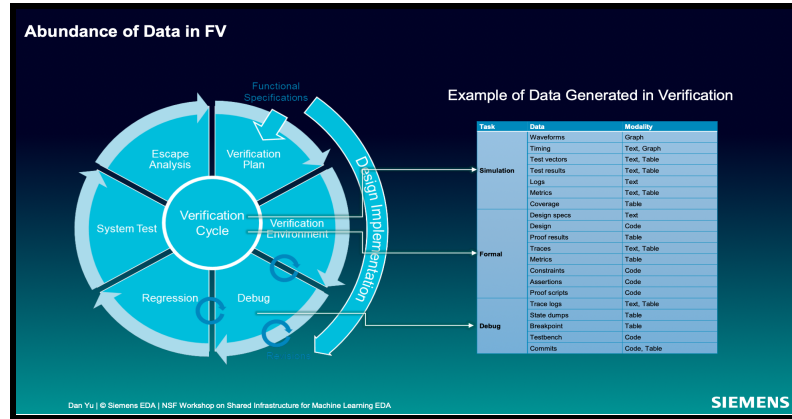 Abundance of Data in FV
Functional
Specifications
Escape
Analysis
Verification
Plan
System Test
Verification
Cycle
Verification
Environment
Regression
Debug
Design Implementation
Example of Data Generated in Verification
Task Data Modality
Simulation
Waveforms Graph
Timing Text, Graph
Test vectors Text, Table
Test results Text, Table
Logs Text
Metrics Text, Table
Coverage Table
Formal
Design specs Text
Design Code
Proof results Table
Traces Text, Table
Metrics Table
Constraints Code
Assertions Code
Proof scripts Code
Debug
Trace logs Text, Table
State dumps Table
Breakpoint Table
Testbench Code
Commits Code, Table
Dan Yu | © Siemens EDA | NSF Workshop on Shared Infrastructure for Machine Learning EDA
SIEMENS